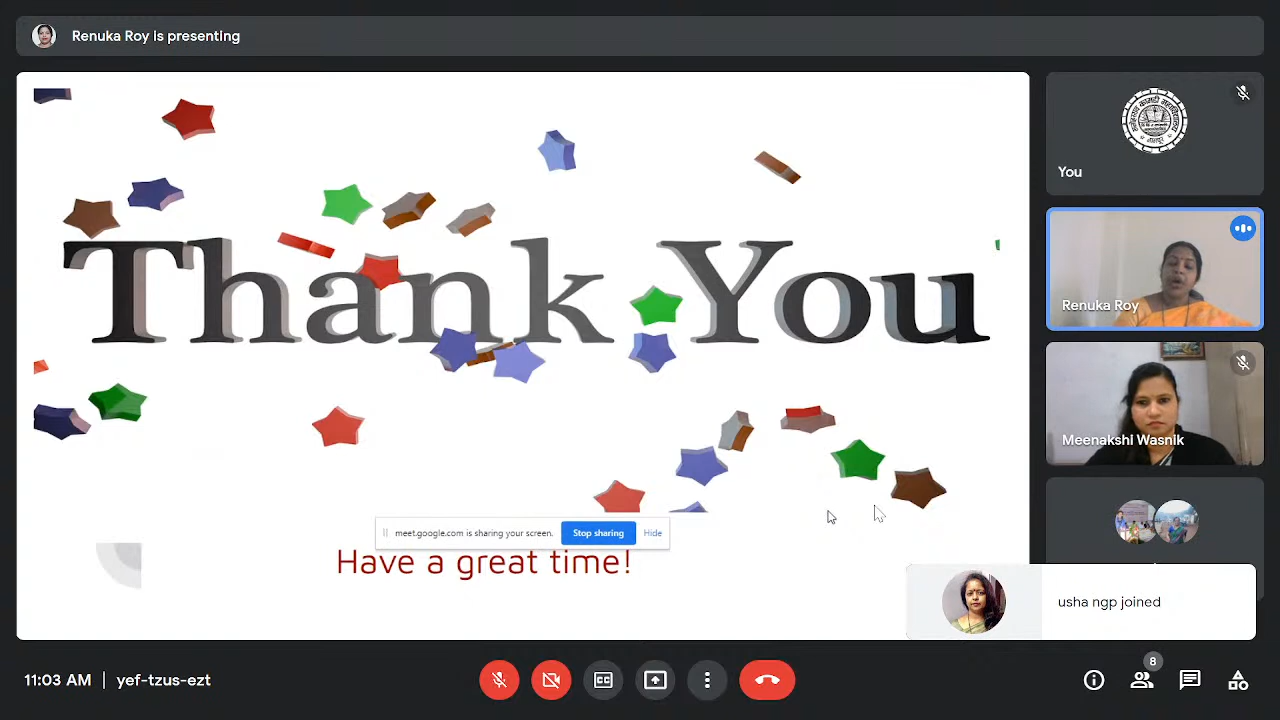 Renuka Roy is presenting
Thank You
meet.google.com is sharing your screen.
Stop sharing
Hide
Have a great time!
You
Renuka Roy
Meenakshi Wasnik
usha ngp joined
11:03 AM | yef-tzus-ezt
CC
8